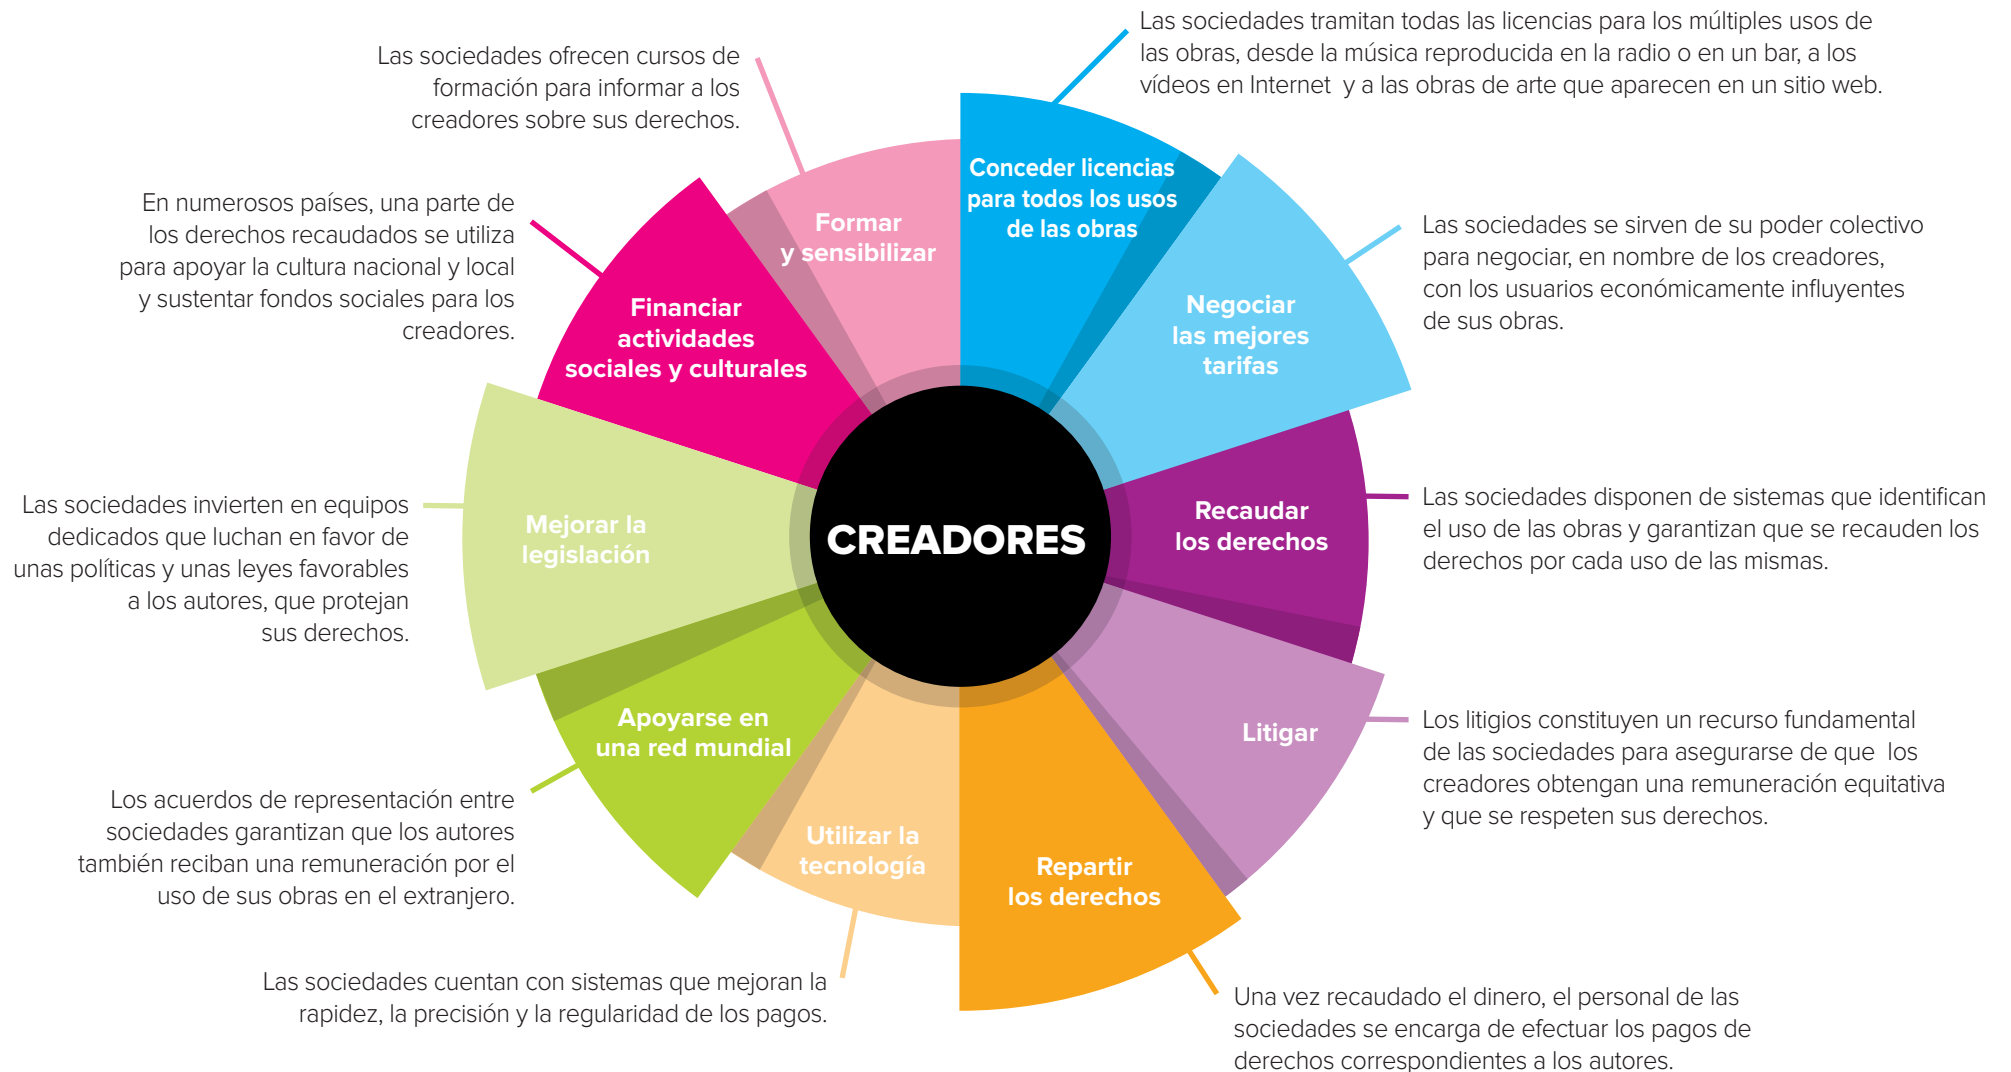 Las sociedades tramitan todas las licencias para los múltiples usos de
las obras, desde la música reproducida en la radio o en un bar, a los
vídeos en Internet y a las obras de arte que aparecen en un sitio web.
Conceder licencias
para todos los usos
de las obras
Las sociedades se sirven de su poder colectivo
para negociar, en nombre de los creadores,
con los usuarios económicamente influyentes
de sus obras.
Negociar
las mejores
tarifas
Las sociedades disponen de sistemas que identifican
el uso de las obras y garantizan que se recauden los
derechos por cada uso de las mismas.
Recaudar
los derechos
Los litigios constituyen un recurso fundamental
de las sociedades para asegurarse de que los
creadores obtengan una remuneración equitativa
y que se respeten sus derechos.
Litigar
Una vez recaudado el dinero, el personal de las
sociedades se encarga de efectuar los pagos de
derechos correspondientes a los autores.
Repartir
los derechos
Las sociedades cuentan con sistemas que mejoran la
rapidez, la precisión y la regularidad de los pagos.
Utilizar la
tecnología
Los acuerdos de representación entre
sociedades garantizan que los autores
también reciban una remuneración por el
uso de sus obras en el extranjero.
Apoyarse en
una red mundial
Las sociedades invierten en equipos
dedicados que luchan en favor de
unas políticas y unas leyes favorables
a los autores, que protejan
sus derechos.
Mejorar la
legislación
En numerosos países, una parte de
los derechos recaudados se utiliza
para apoyar la cultura nacional y local
y sustentar fondos sociales para los
creadores.
Financiar
actividades
sociales y culturales
Las sociedades ofrecen cursos de
formación para informar a los
creadores sobre sus derechos.
Formar
y sensibilizar
CREADORES